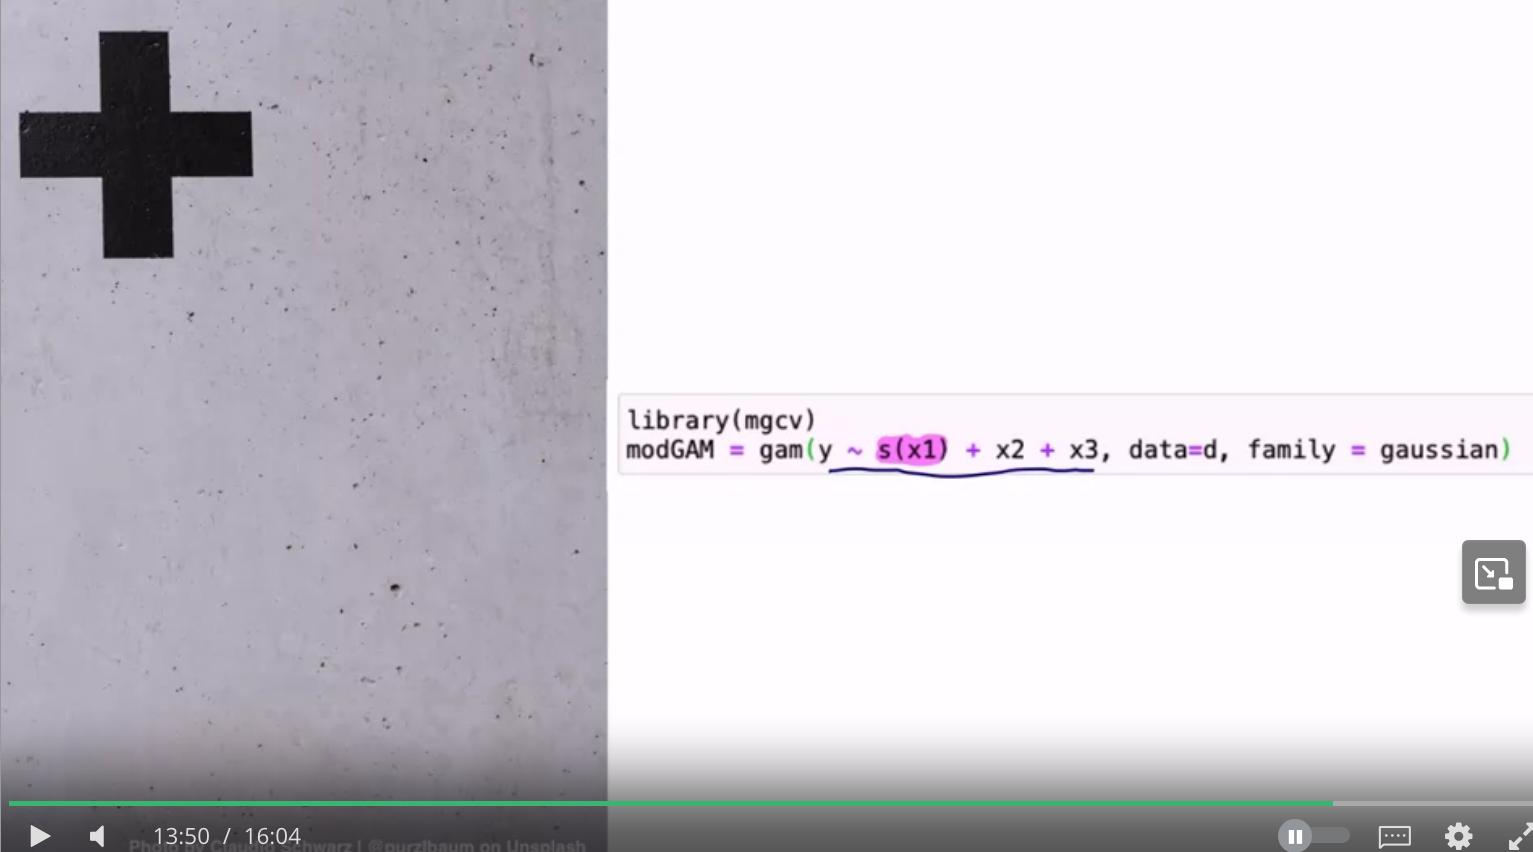 library(mgcv)
modGAM = gam(y ~ s(x1) + x2 + x3, data=d, family = gaussian)
13:50 / 16:04
Photo by Claudio Schwarz | @purzlbaum on Unsplash